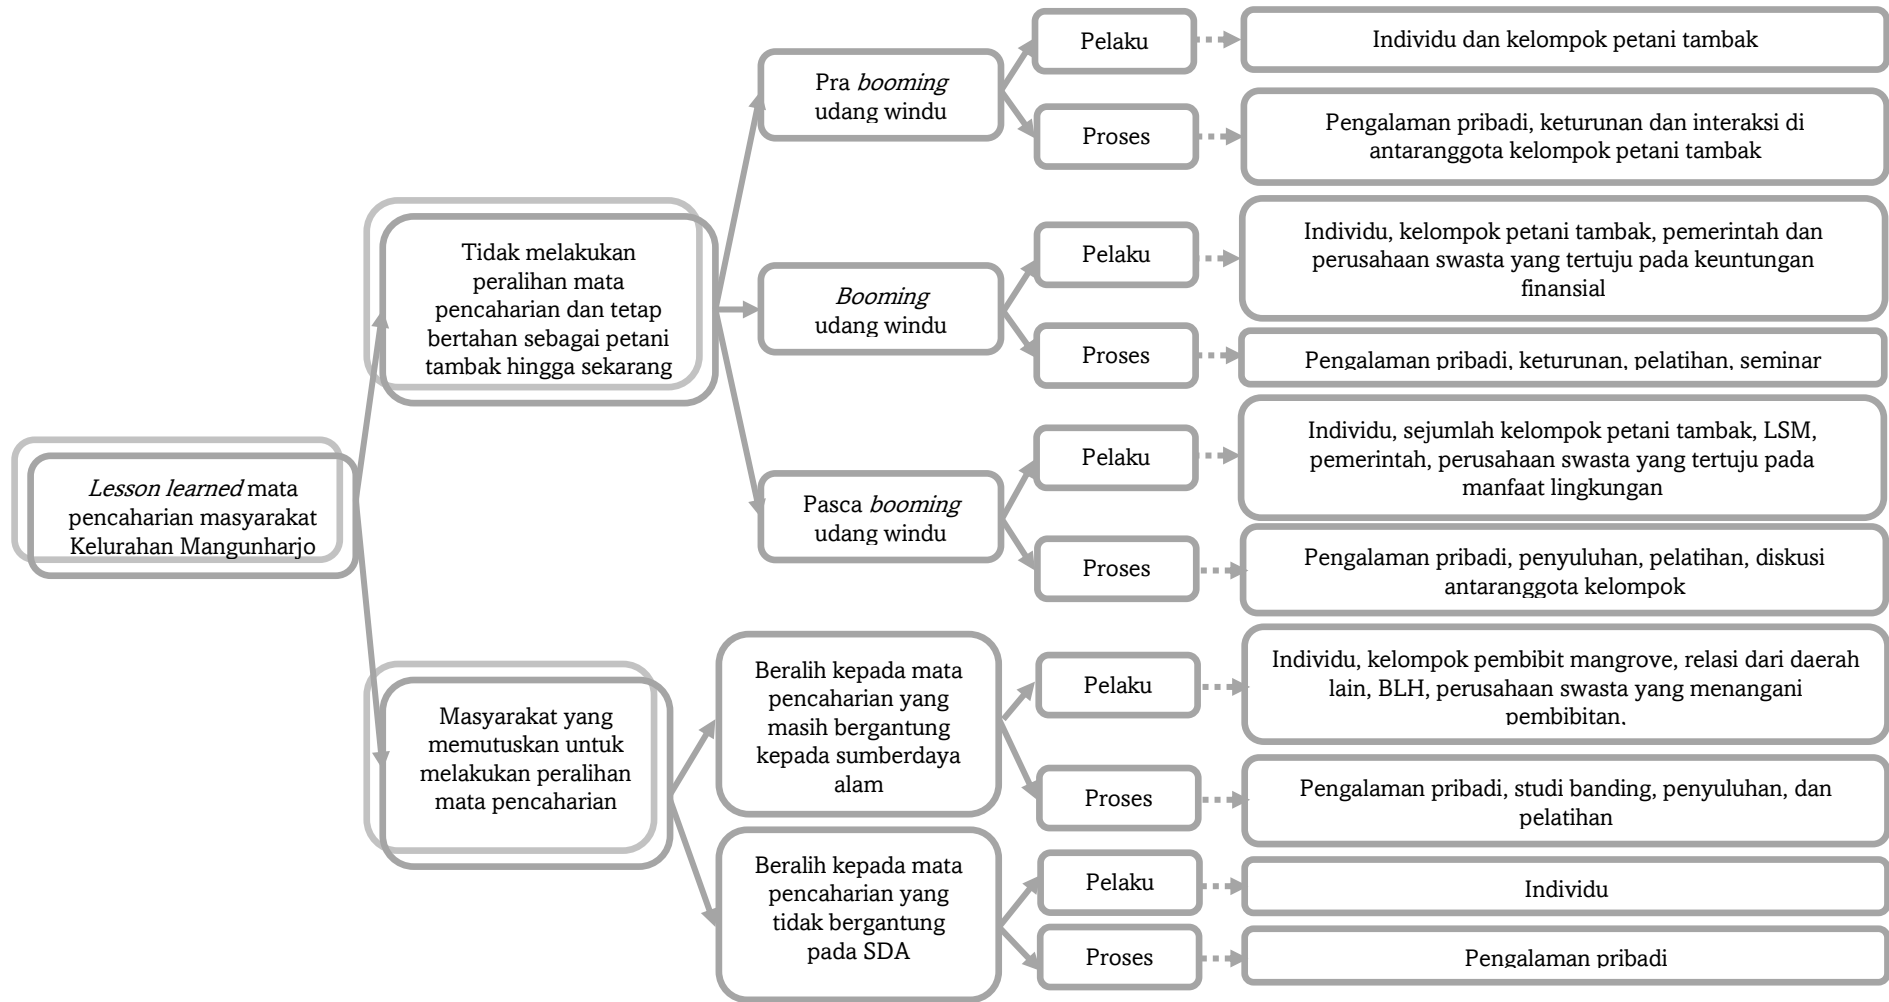 Lesson learned mata
pencaharian masyarakat
Kelurahan Mangunharjo
Tidak melakukan
peralihan mata
pencaharian dan tetap
bertahan sebagai petani
tambak hingga sekarang
Pra booming
udang windu
Pelaku
Individu dan kelompok petani tambak
Proses
Pengalaman pribadi, keturunan dan interaksi di
antaranggota kelompok petani tambak
Booming
udang windu
Pelaku
Individu, kelompok petani tambak, pemerintah dan
perusahaan swasta yang tertuju pada keuntungan
finansial
Proses
Pengalaman pribadi, keturunan, pelatihan, seminar
Pasca booming
udang windu
Pelaku
Individu, sejumlah kelompok petani tambak, LSM,
pemerintah, perusahaan swasta yang tertuju pada
manfaat lingkungan
Proses
Pengalaman pribadi, penyuluhan, pelatihan, diskusi
antaranggota kelompok
Masyarakat yang
memutuskan untuk
melakukan peralihan
mata pencaharian
Beralih kepada mata
pencaharian yang
masih bergantung
kepada sumberdaya
alam
Pelaku
Individu, kelompok pembibit mangrove, relasi dari daerah
lain, BLH, perusahaan swasta yang menangani
pembibitan.
Proses
Pengalaman pribadi, studi banding, penyuluhan, dan
pelatihan
Beralih kepada mata
pencaharian yang
tidak bergantung
pada SDA
Pelaku
Individu
Proses
Pengalaman pribadi